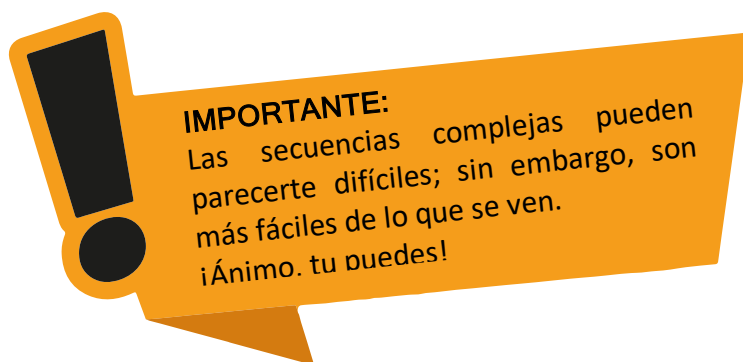 IMPORTANTE:
Las secuencias complejas pueden
parecerte difíciles; sin embargo, son
más fáciles de lo que se ven.
¡Ánimo. tu puedes!